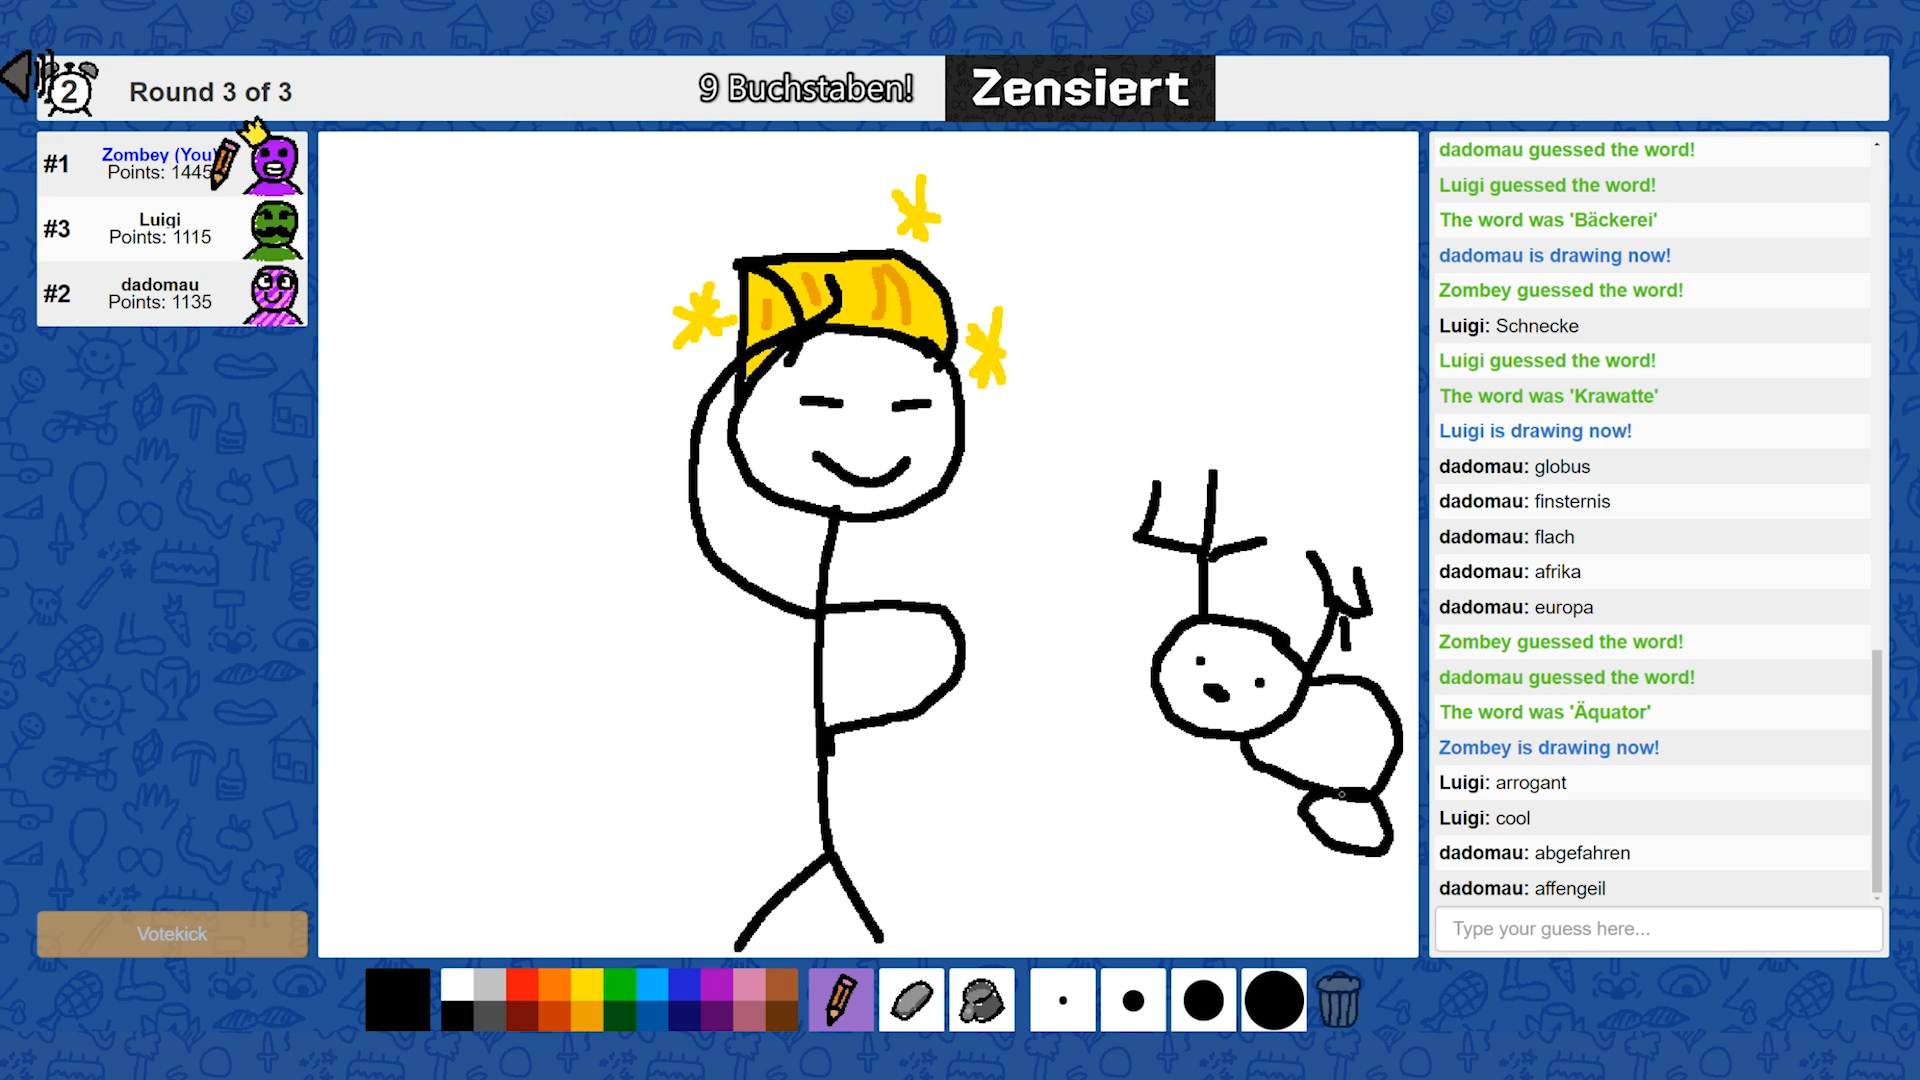 2
Round 3 of 3
9 Buchstaben!
Zensiert
#1
Zombey (You)
Points: 1445
#3
Luigi
Points: 1115
#2
dadomau
Points: 1135
Votekick
dadomau guessed the word!
Luigi guessed the word!
The word was 'Bäckerei'
dadomau is drawing now!
Zombey guessed the word!
Luigi: Schnecke
Luigi guessed the word!
The word was 'Krawatte'
Luigi is drawing now!
dadomau: globus
dadomau: finsternis
dadomau: flach
dadomau: afrika
dadomau: europa
Zombey guessed the word!
dadomau guessed the word!
The word was 'Äquator'
Zombey is drawing now!
Luigi: arrogant
Luigi: cool
dadomau: abgefahren
dadomau: affengeil
Type your guess here...